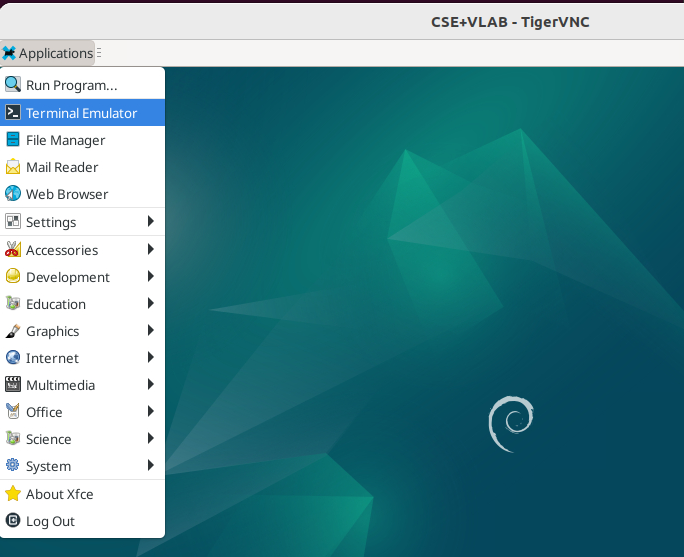 CSE+VLAB - TigerVNC
Applications
Run Program...
Terminal Emulator
File Manager
Mail Reader
Web Browser
Settings
Accessories
Development
Education
Graphics
Internet
Multimedia
Office
Science
System
About Xfce
Log Out